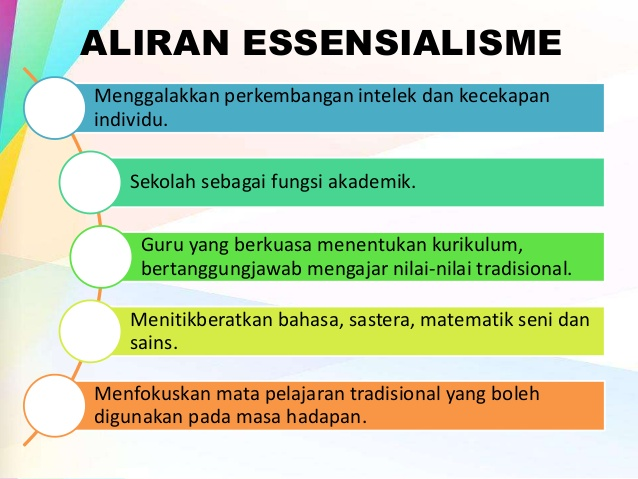 ALIRAN ESSENSIALISME
Menggalakkan perkembangan intelek dan kecekapan
individu.
Sekolah sebagai fungsi akademik.
Guru yang berkuasa menentukan kurikulum,
bertanggungjawab mengajar nilai-nilai tradisional.
Menitikberatkan bahasa, sastera, matematik seni dan
sains.
Menfokuskan mata pelajaran tradisional yang boleh
digunakan pada masa hadapan.